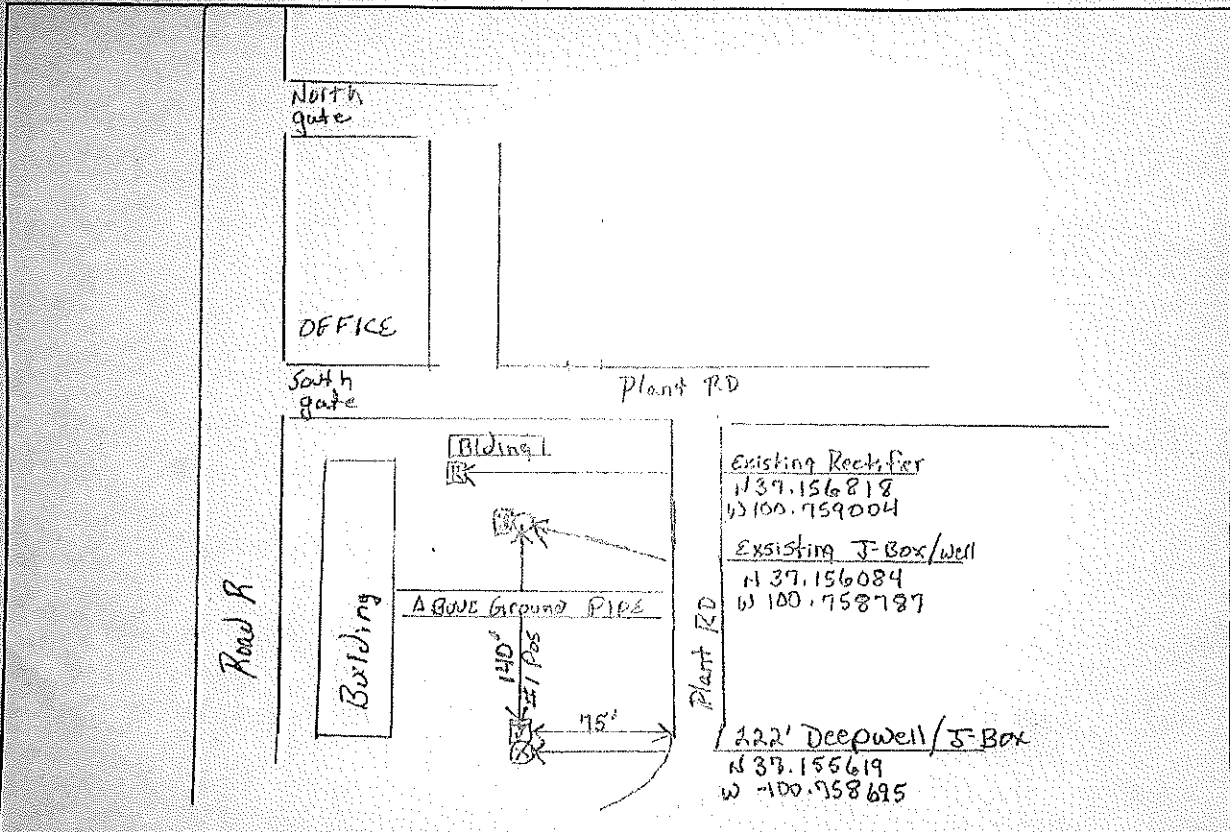 North
gate
OFFICE
South
gate
Plant RD
Blding 1
R
Existing Rectifier
N 37.156818
W 100.759004
Exsisting J-Box/well
N 37.156084
W 100.758787
Above Ground Pipe
Road R
Building
140'
#1 Pos
75'
Plant RD
222' Deepwell/J-Box
N 37.155619
W -100.758695